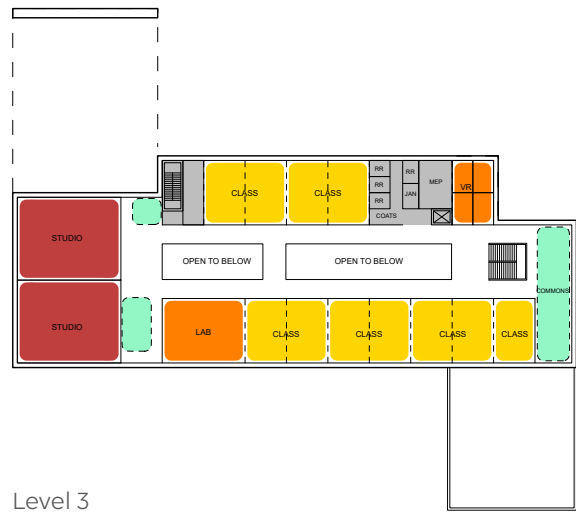 RR
RR
CLASS
CLASS
RR
MEP
VR
RR
JAN
RR
COATS
STUDIO
OPEN TO BELOW
OPEN TO BELOW
COMMONS
STUDIO
LAB
CLASS
CLASS
CLASS
CLASS
Level 3